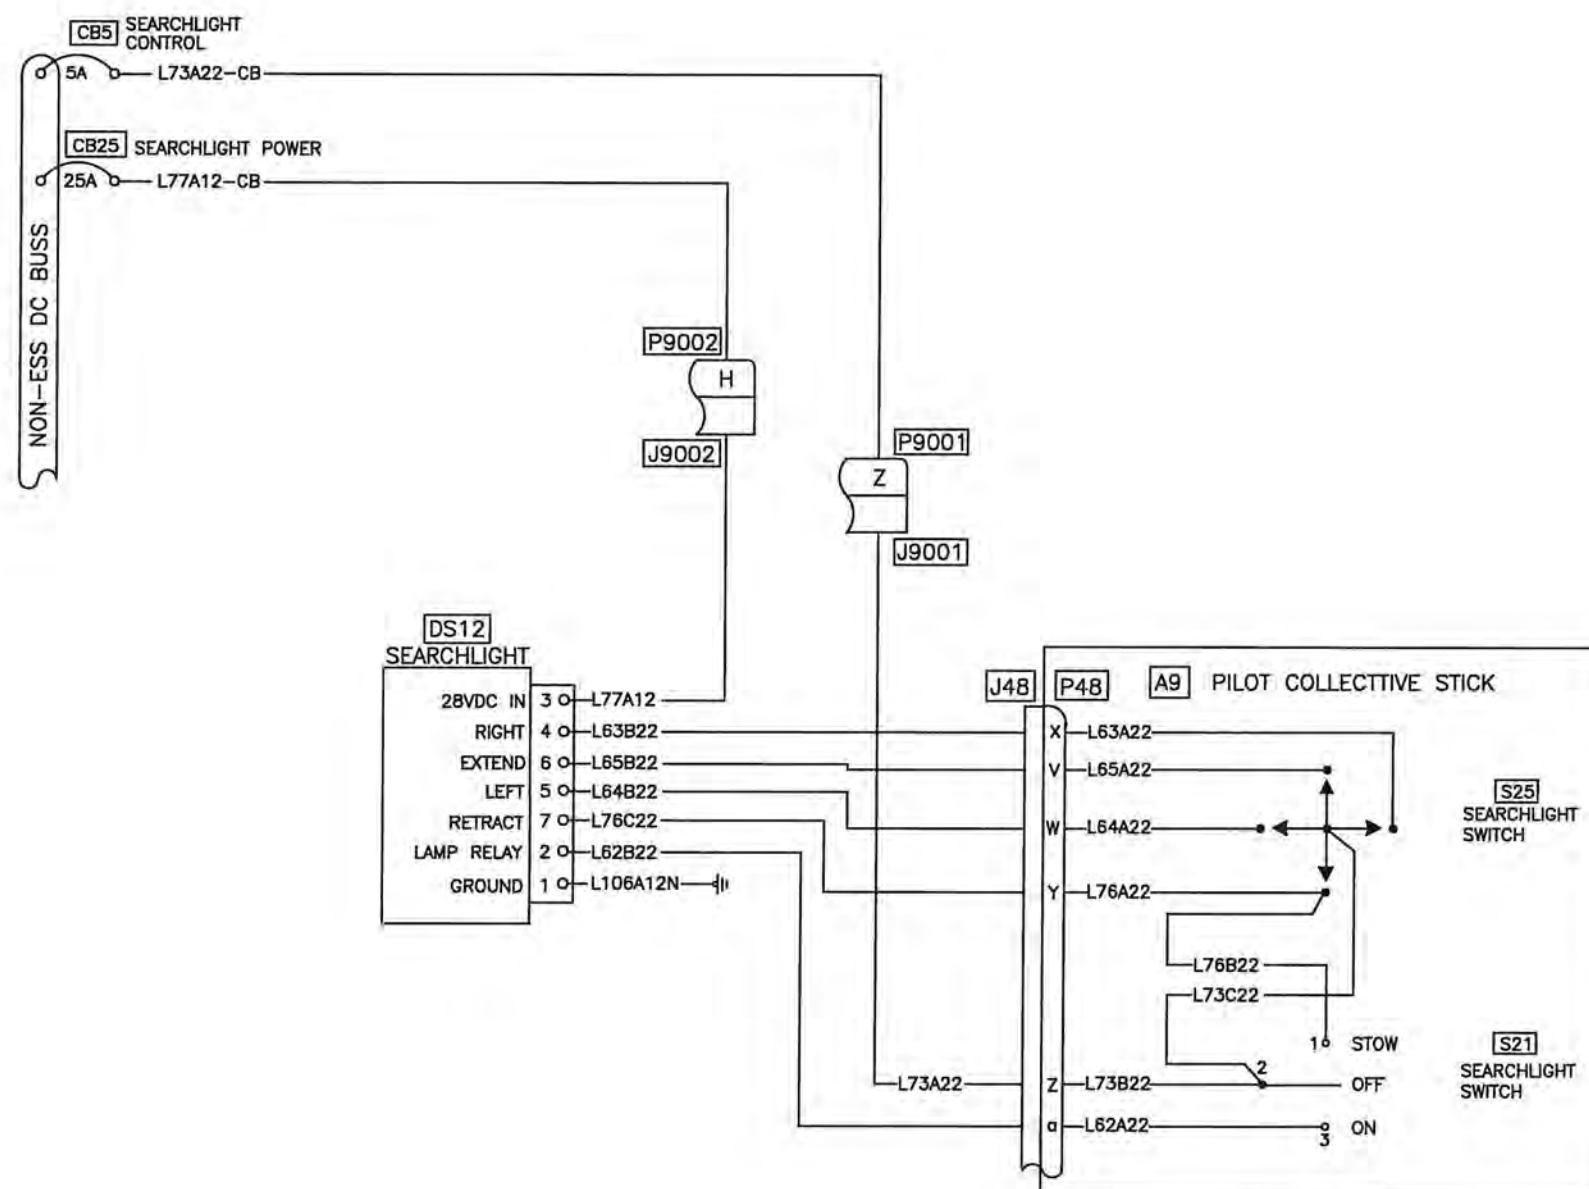 CB5 SEARCHLIGHT
CONTROL
5A L73A22-CB
CB25 SEARCHLIGHT POWER
25A L77A12-CB
NON-ESS DC BUSS
P9002
H
J9002
P9001
Z
J9001
DS12
SEARCHLIGHT
28VDC IN 3 L77A12
RIGHT 4 L63B22
EXTEND 6 L65B22
LEFT 5 L64B22
RETRACT 7 L76C22
LAMP RELAY 2 L62B22
GROUND 1 L106A12N
J48 P48 A9 PILOT COLLECTTIVE STICK
X L63A22
V L65A22
W L64A22
Y L76A22
S25
SEARCHLIGHT
SWITCH
L76B22
L73C22
1 STOW
L73A22 Z L73B22 2 OFF
a L62A22 3 ON
S21
SEARCHLIGHT
SWITCH